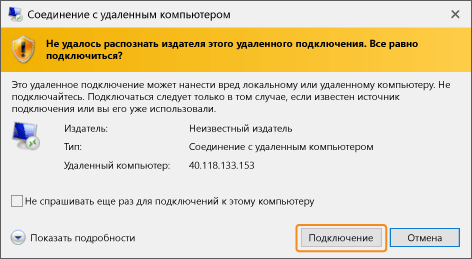 Соединение с удаленным компьютером
Не удалось распознать издателя этого удаленного подключения. Все равно
подключиться?
Это удаленное подключение может нанести вред локальному или удаленному компьютеру. Не
подключайтесь. Подключаться следует только в том случае, если известен источник
подключения или вы его уже использовали.
Издатель: Неизвестный издатель
Тип: Соединение с удаленным компьютером
Удаленный компьютер: 40.118.133.153
Не спрашивать еще раз для подключений к этому компьютеру
Показать подробности Подключение Отмена